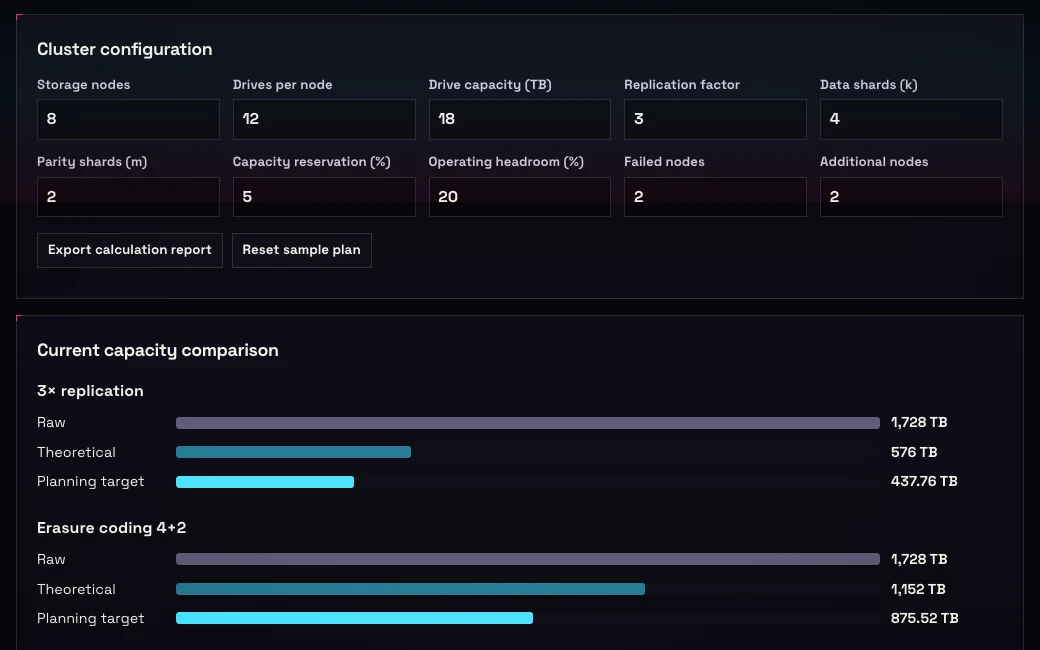 Cluster configuration
Storage nodes Drives per node Drive capacity (TB) Replication factor Data shards (k)
8 12 18 3 4
Parity shards (m) Capacity reservation (%) Operating headroom (%) Failed nodes Additional nodes
2 5 20 2 2
Export calculation report Reset sample plan
Current capacity comparison
3× replication
Raw 1,728 TB
Theoretical 576 TB
Planning target 437.76 TB
Erasure coding 4+2
Raw 1,728 TB
Theoretical 1,152 TB
Planning target 875.52 TB